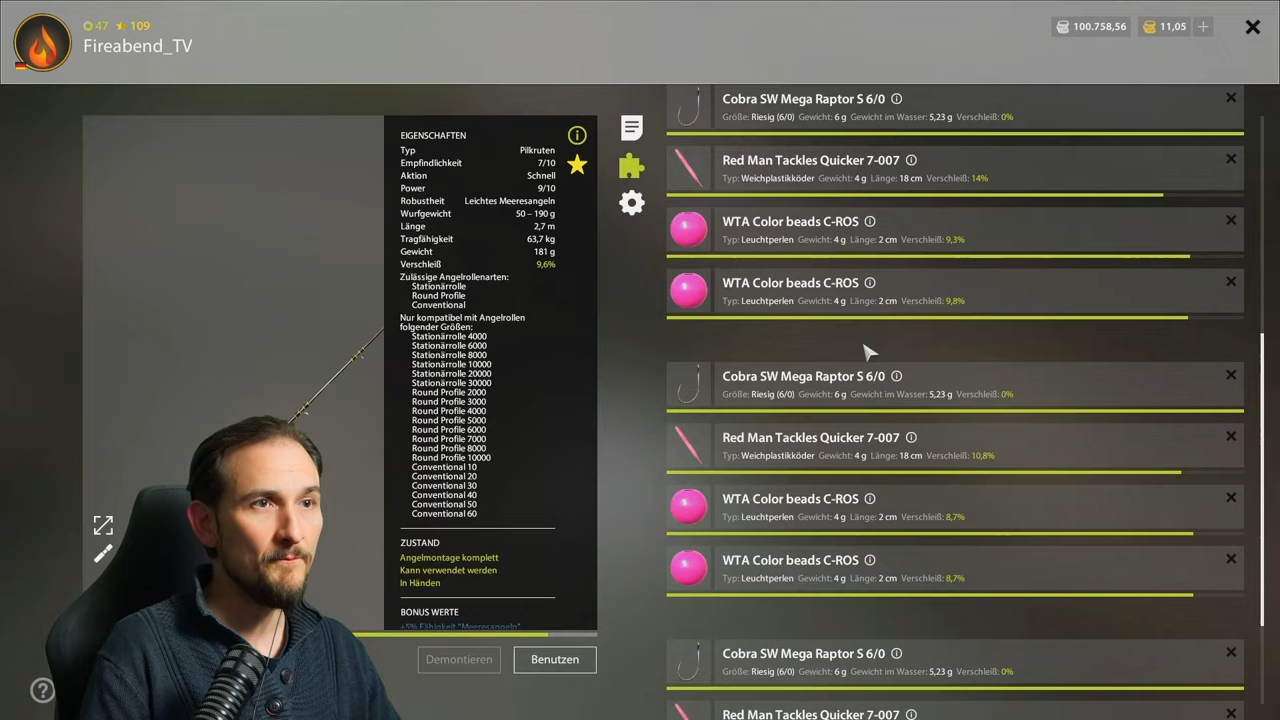 47 109
Fireabend_TV
100.758,56
11,05
EIGENSCHAFTEN
Typ Pilkruten
Empfindlichkeit 7/10
Aktion Schnell
Power 9/10
Robustheit Leichtes Meeresangeln
Wurfgewicht 50 – 190 g
Länge 2,7 m
Tragfähigkeit 63,7 kg
Gewicht 181 g
Verschleiß 9,6%
Zulässige Angelrollenarten:
Stationärrolle
Round Profile
Conventional
Nur kompatibel mit Angelrollen
folgender Größen:
Stationärrolle 4000
Stationärrolle 6000
Stationärrolle 8000
Stationärrolle 10000
Stationärrolle 20000
Stationärrolle 30000
Round Profile 2000
Round Profile 3000
Round Profile 4000
Round Profile 5000
Round Profile 6000
Round Profile 7000
Round Profile 8000
Round Profile 10000
Conventional 10
Conventional 20
Conventional 30
Conventional 40
Conventional 50
Conventional 60
ZUSTAND
Angelmontage komplett
Kann verwendet werden
In Händen
BONUS WERTE
+5% Fähigkeit "Meeresangeln"
Demontieren
Benutzen
Cobra SW Mega Raptor S 6/0
Größe: Riesig (6/0) Gewicht: 6 g Gewicht im Wasser: 5,23 g Verschleiß: 0%
Red Man Tackles Quicker 7-007
Typ: Weichplastikköder Gewicht: 4 g Länge: 18 cm Verschleiß: 14%
WTA Color beads C-ROS
Typ: Leuchtperlen Gewicht: 4 g Länge: 2 cm Verschleiß: 9,3%
WTA Color beads C-ROS
Typ: Leuchtperlen Gewicht: 4 g Länge: 2 cm Verschleiß: 9,8%
Cobra SW Mega Raptor S 6/0
Größe: Riesig (6/0) Gewicht: 6 g Gewicht im Wasser: 5,23 g Verschleiß: 0%
Red Man Tackles Quicker 7-007
Typ: Weichplastikköder Gewicht: 4 g Länge: 18 cm Verschleiß: 10,8%
WTA Color beads C-ROS
Typ: Leuchtperlen Gewicht: 4 g Länge: 2 cm Verschleiß: 8,7%
WTA Color beads C-ROS
Typ: Leuchtperlen Gewicht: 4 g Länge: 2 cm Verschleiß: 8,7%
Cobra SW Mega Raptor S 6/0
Größe: Riesig (6/0) Gewicht: 6 g Gewicht im Wasser: 5,23 g Verschleiß: 0%
Red Man Tackles Quicker 7-007